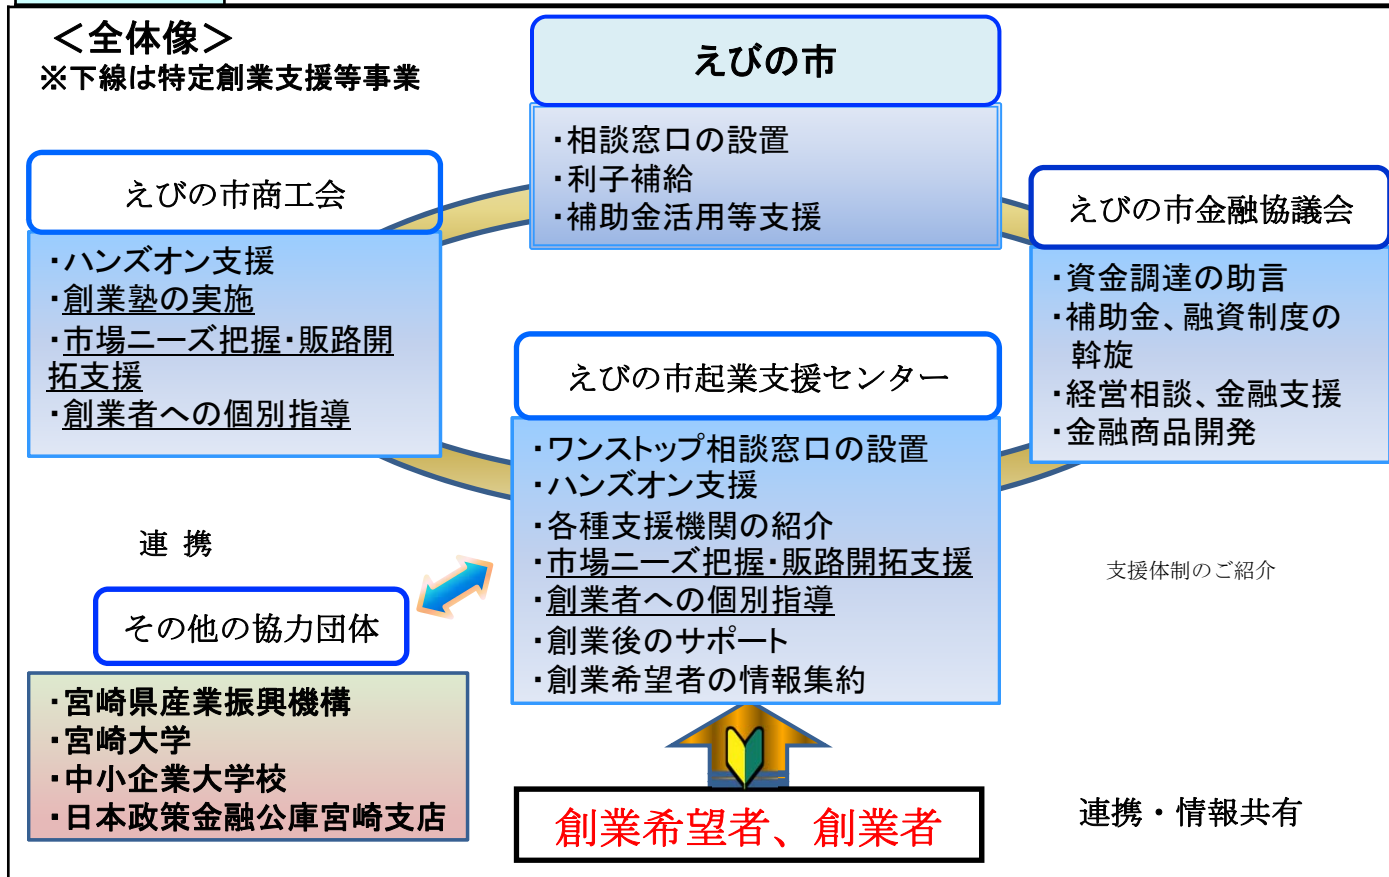 ＜全体像＞
※下線は特定創業支援等事業
えびの市
・相談窓口の設置
・利子補給
・補助金活用等支援
えびの市商工会
・ハンズオン支援
・創業塾の実施
・市場ニーズ把握・販路開
拓支援
・創業者への個別指導
えびの市金融協議会
・資金調達の助言
・補助金、融資制度の
斡旋
・経営相談、金融支援
・金融商品開発
えびの市起業支援センター
・ワンストップ相談窓口の設置
・ハンズオン支援
・各種支援機関の紹介
・市場ニーズ把握・販路開拓支援
・創業者への個別指導
・創業後のサポート
・創業希望者の情報集約
連 携
支援体制のご紹介
その他の協力団体
・宮崎県産業振興機構
・宮崎大学
・中小企業大学校
・日本政策金融公庫宮崎支店
創業希望者、創業者
連携・情報共有